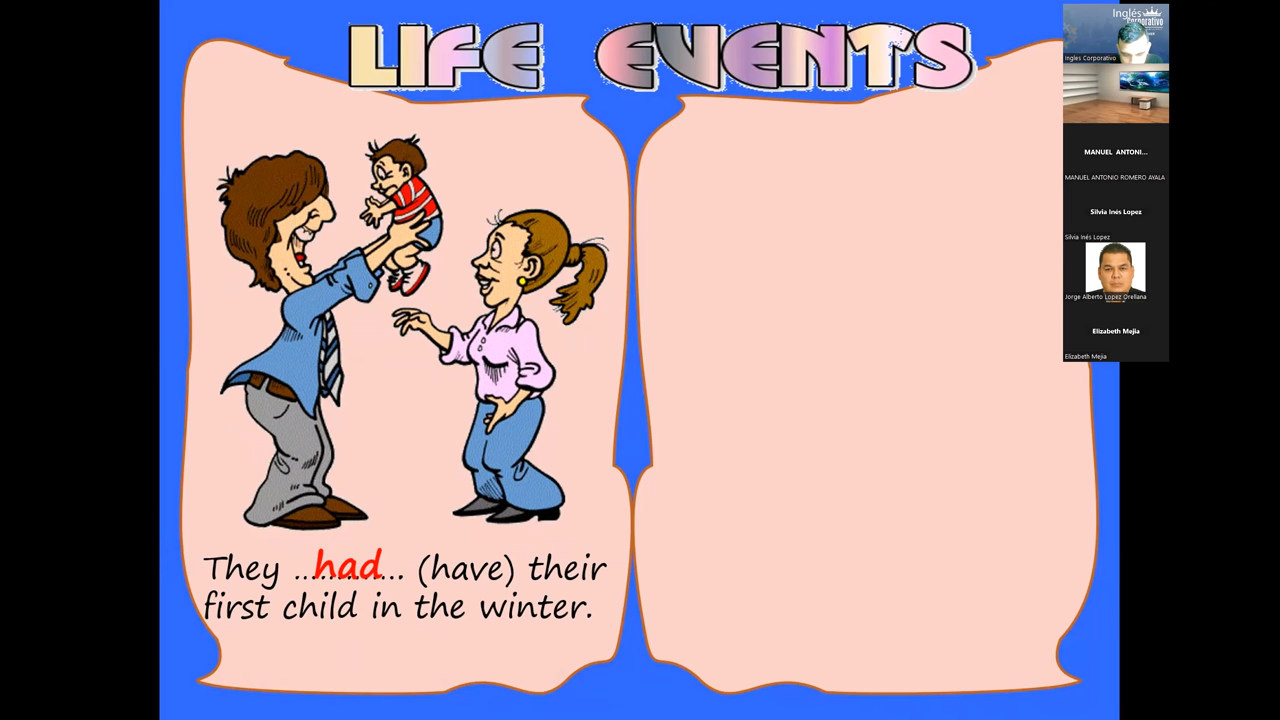 LIFE EVENTS
They ...had... (have) their
first child in the winter.
Inglés
Corporativo
Ingles Corporativo
MANUEL ANTONI...
MANUEL ANTONIO ROMERO AYALA
Silvia Inés Lopez
Silvia Inés Lopez
Jorge Alberto Lopez Orellana
Elizabeth Mejia
Elizabeth Mejia